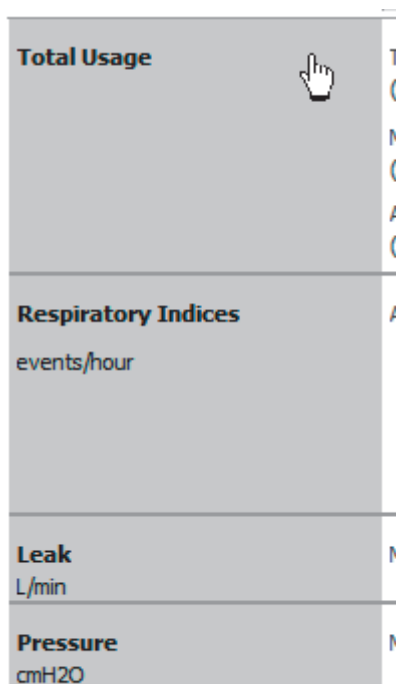 Total Usage
Respiratory Indices
events/hour
Leak
L/min
Pressure
cmH2O